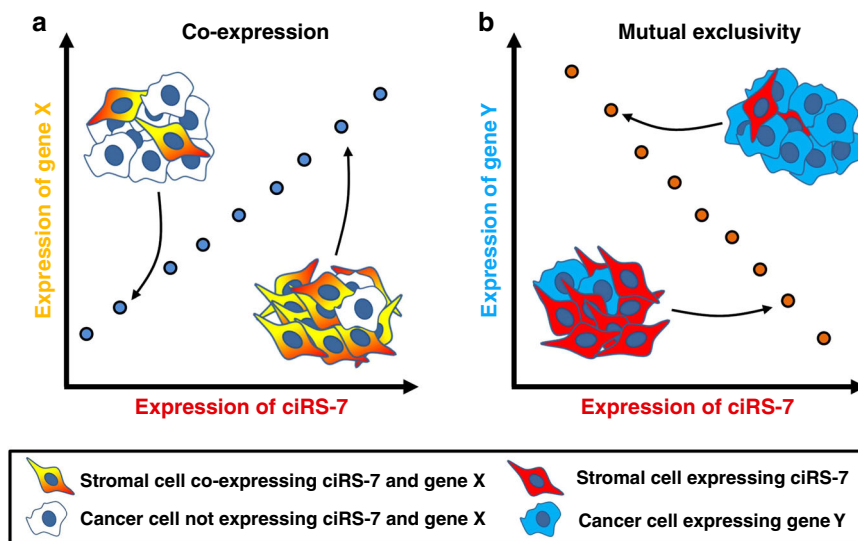 a
Co-expression
Expression of gene X
Expression of ciRS-7
b
Mutual exclusivity
Expression of gene Y
Expression of ciRS-7
Stromal cell co-expressing ciRS-7 and gene X
Cancer cell not expressing ciRS-7 and gene X
Stromal cell expressing ciRS-7
Cancer cell expressing gene Y